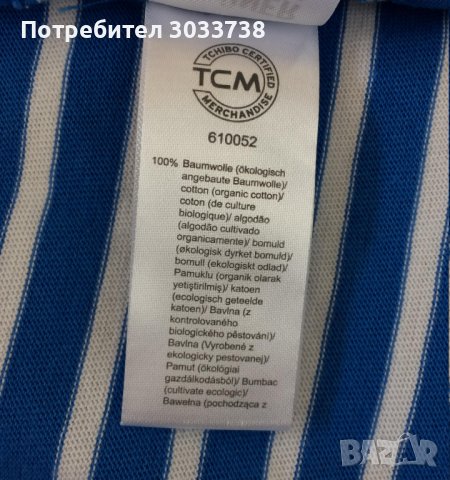 Потребител 3033738
TCHIBO CERTIFIED
TCM
MERCHANDISE
610052
100% Baumwolle (ökologisch
angebaute Baumwolle)/
cotton (organic cotton)/
coton (de culture
biologique)/ algodão
(algodão cultivado
organicamente)/ bomuld
(økologisk dyrket bomuld)/
bomull (ekologiskt odlad)/
Pamuklu (organik olarak
yetiştirilmiş)/ katoen
(ecologisch geteelde
katoen)/ Bavlna (z
kontrolovaného
biologického pěstování)/
Bavlna (Vyrobené z
ekologicky pestovanej)/
Pamut (ökológiai
gazdálkodásból)/ Bumbac
(cultivate ecologic)/
Bawełna (pochodząca z
BAZAR